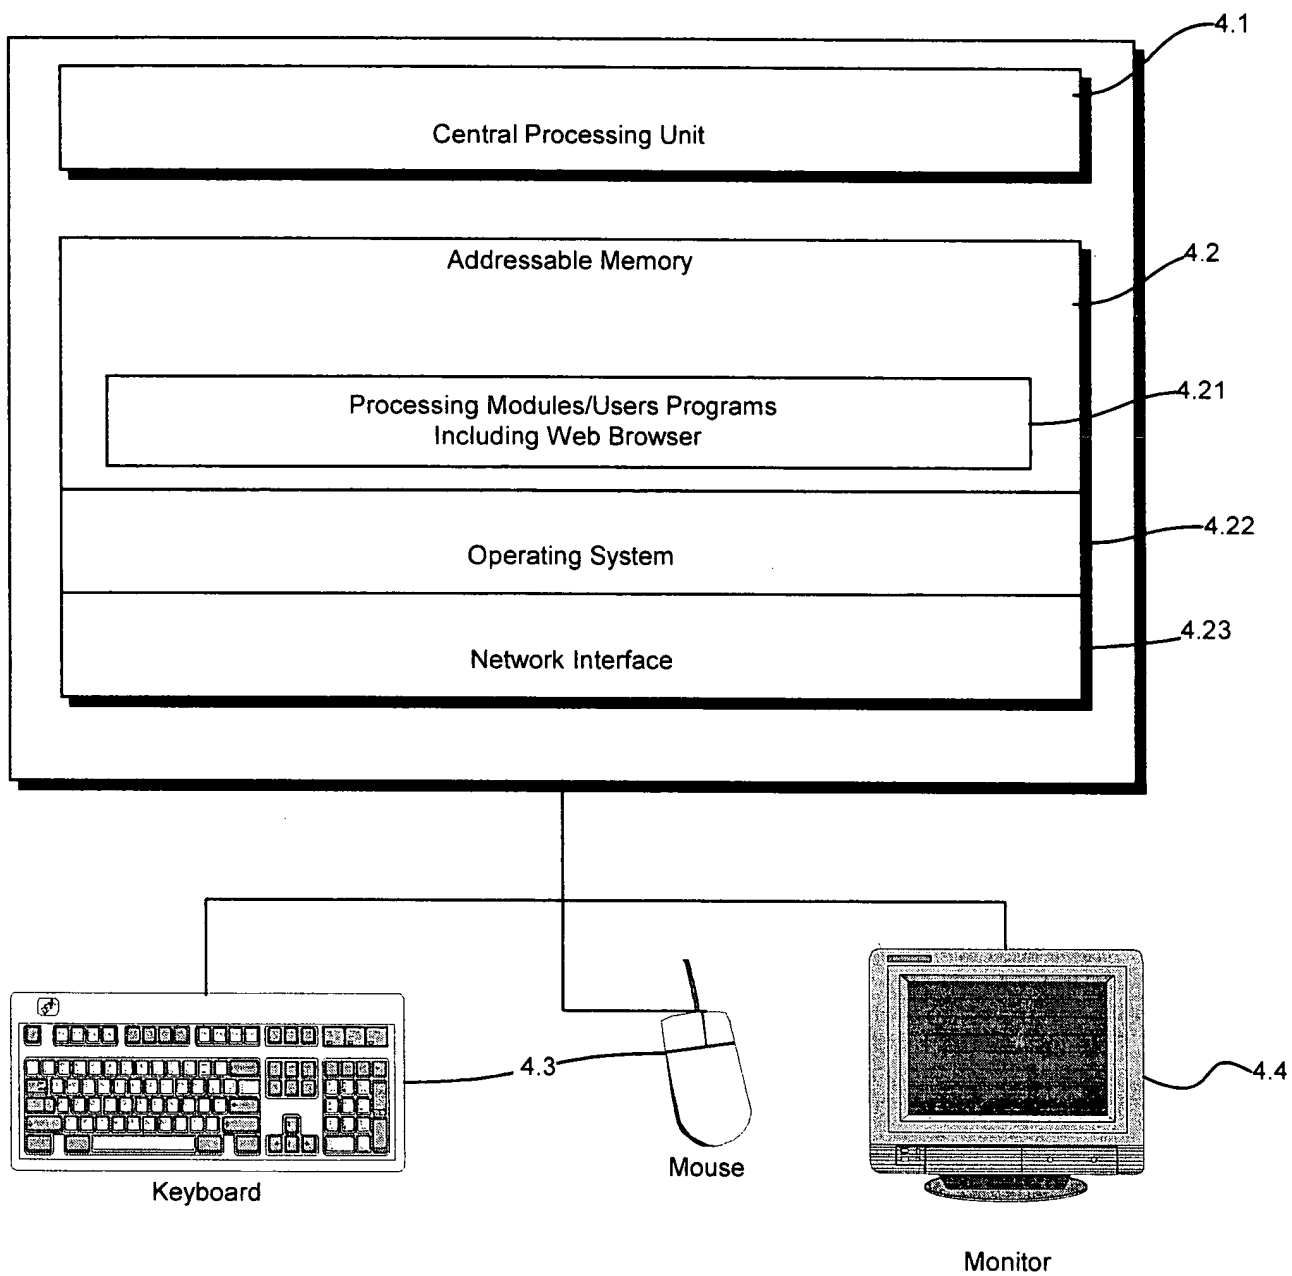 4.1
Central Processing Unit
Addressable Memory
4.2
Processing Modules/Users Programs
Including Web Browser
4.21
Operating System
4.22
Network Interface
4.23
4.3
4.4
Keyboard
Mouse
Monitor